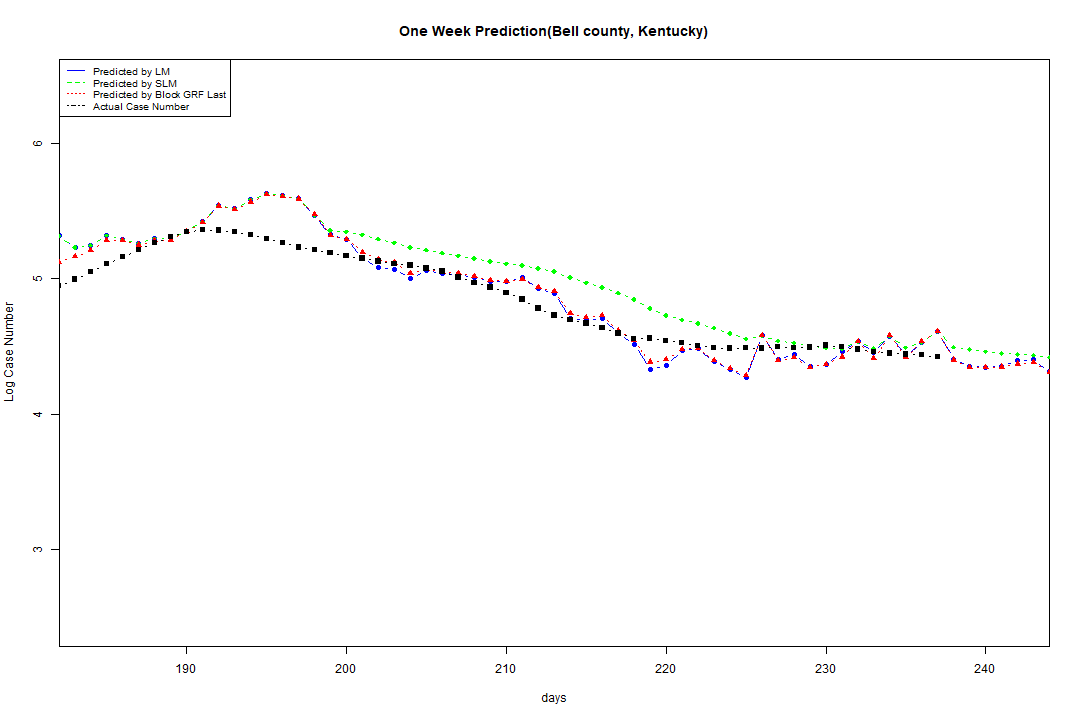 One Week Prediction(Bell county, Kentucky)
Predicted by LM
Predicted by SLM
Predicted by Block GRF Last
Actual Case Number
6
5
4
3
Log Case Number
190 200 210 220 230 240
days